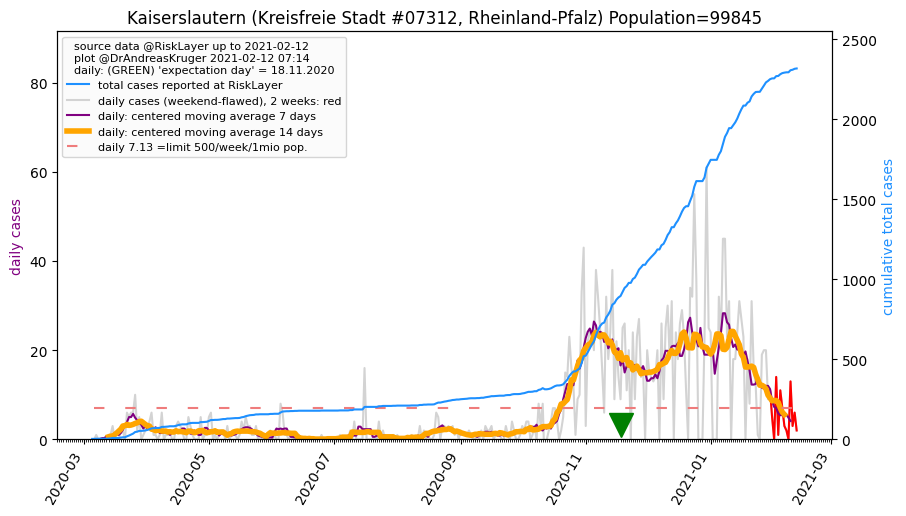 Kaiserslautern (Kreisfreie Stadt #07312, Rheinland-Pfalz) Population=99845
source data @RiskLayer up to 2021-02-12
plot @DrAndreasKruger 2021-02-12 07:14
daily: (GREEN) 'expectation day' = 18.11.2020
total cases reported at RiskLayer
daily cases (weekend-flawed), 2 weeks: red
daily: centered moving average 7 days
daily: centered moving average 14 days
daily 7.13 =limit 500/week/1mio pop.
daily cases
80
60
40
20
0
cumulative total cases
2500
2000
1500
1000
500
0
2020-03
2020-05
2020-07
2020-09
2020-11
2021-01
2021-03